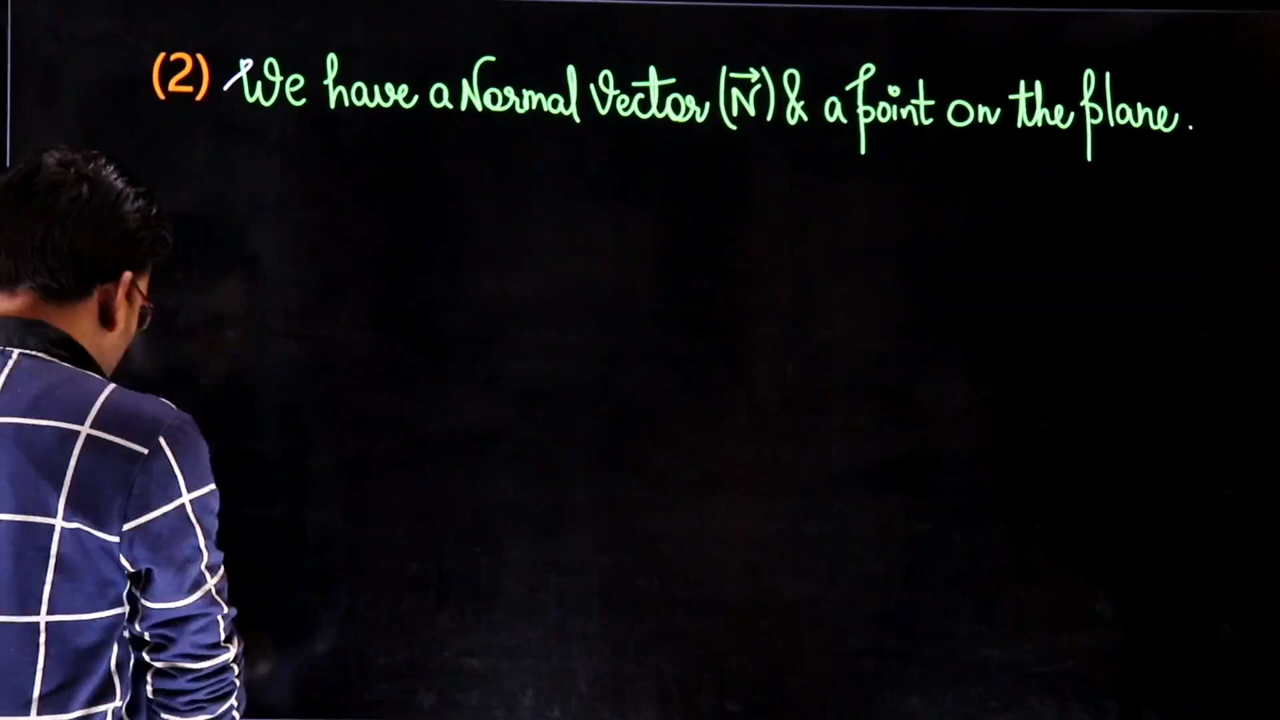 (2) We have a Normal Vector (N⃗) & a point on the plane.